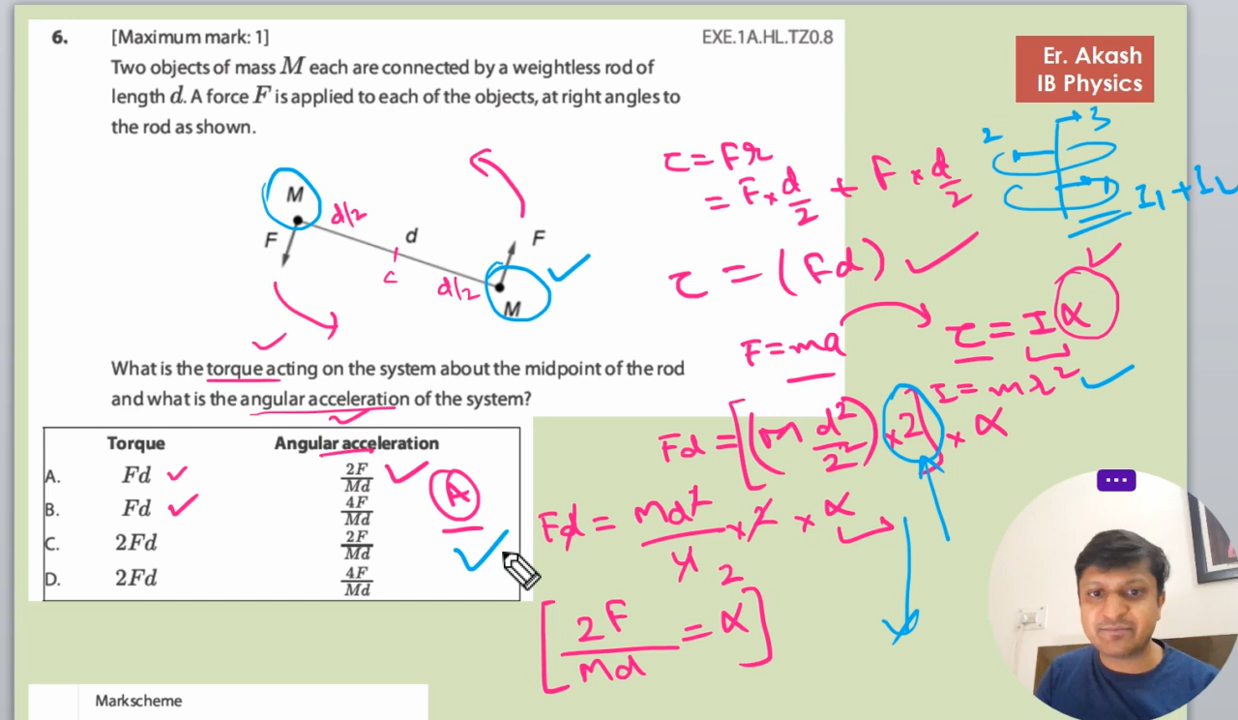 6.
[Maximum mark: 1]
EXE.1A.HL.TZ0.8
Two objects of mass M each are connected by a weightless rod of
length d. A force F is applied to each of the objects, at right angles to
the rod as shown.
Er. Akash
IB Physics
M
F
d/2
d
c
d/2
F
M
τ = Fr
= F × d/2 + F × d/2
τ = (Fd)
2
3
1
I₁ + I₂
F = ma
τ = Iα
I = mr²
What is the torque acting on the system about the midpoint of the rod
and what is the angular acceleration of the system?
Torque Angular acceleration
A. Fd 2F/Md
B. Fd 4F/Md
C. 2Fd 2F/Md
D. 2Fd 4F/Md
A
Fd = [(m d²/2²) × 2] × α
Fd = Md²/4 × 2 × α
2
[2F/Md = α]
Markscheme